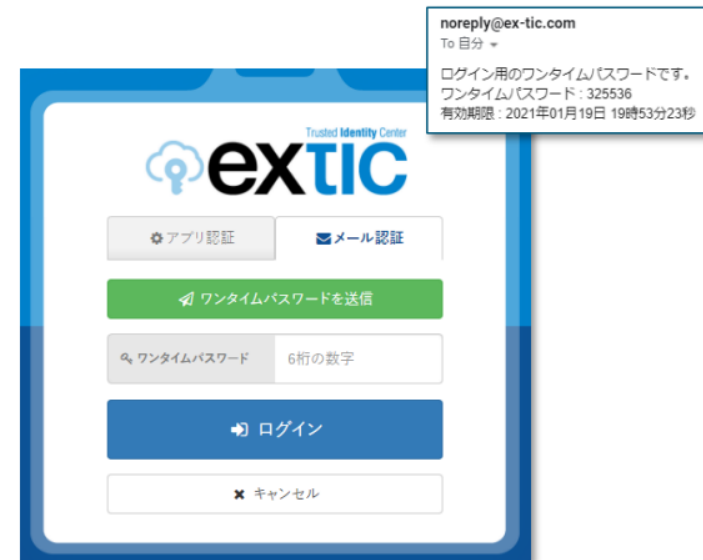 noreply@ex-tic.com
To 自分
ログイン用のワンタイムパスワードです。
ワンタイムパスワード : 325536
有効期限 : 2021年01月19日 19時53分23秒
Trusted Identity Center
extic
アプリ認証 メール認証
ワンタイムパスワードを送信
ワンタイムパスワード 6桁の数字
ログイン
キャンセル